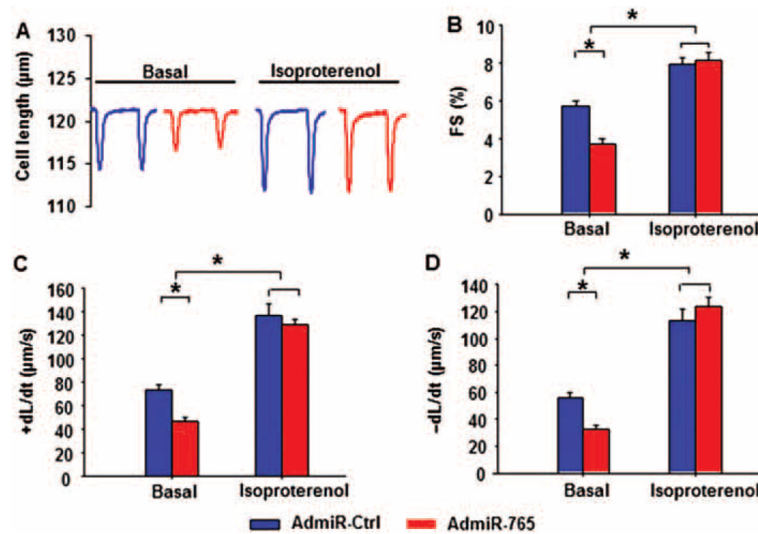 A
Cell length (µm)
130
125
120
115
110
Basal
Isoproterenol
B
FS (%)
10
8
6
4
2
0
*
*
Basal
Isoproterenol
C
+dL/dt (µm/s)
160
140
120
100
80
60
40
20
0
*
*
Basal
Isoproterenol
D
−dL/dt (µm/s)
140
120
100
80
60
40
20
0
*
*
Basal
Isoproterenol
AdmiR-Ctrl
AdmiR-765